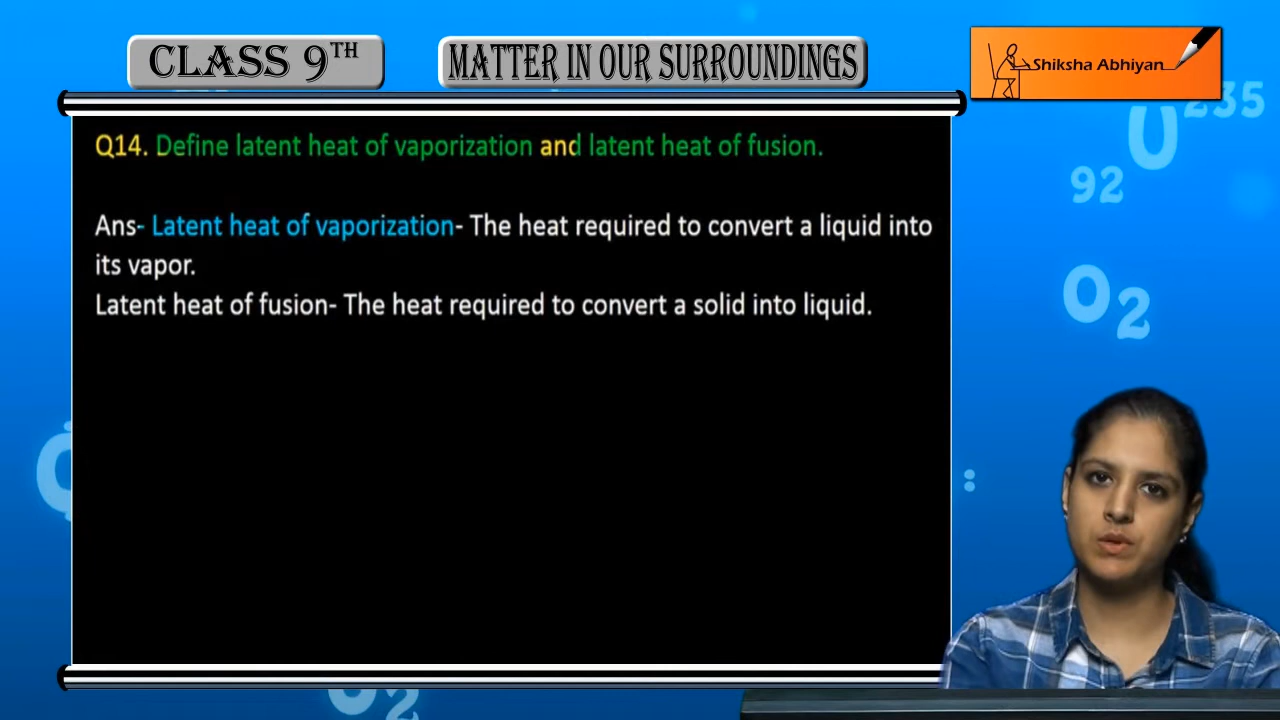 CLASS 9TH
MATTER IN OUR SURROUNDINGS
Shiksha Abhiyan
235
U
92
Q14. Define latent heat of vaporization and latent heat of fusion.
Ans- Latent heat of vaporization- The heat required to convert a liquid into
its vapor.
O2
Latent heat of fusion- The heat required to convert a solid into liquid.
:
O2